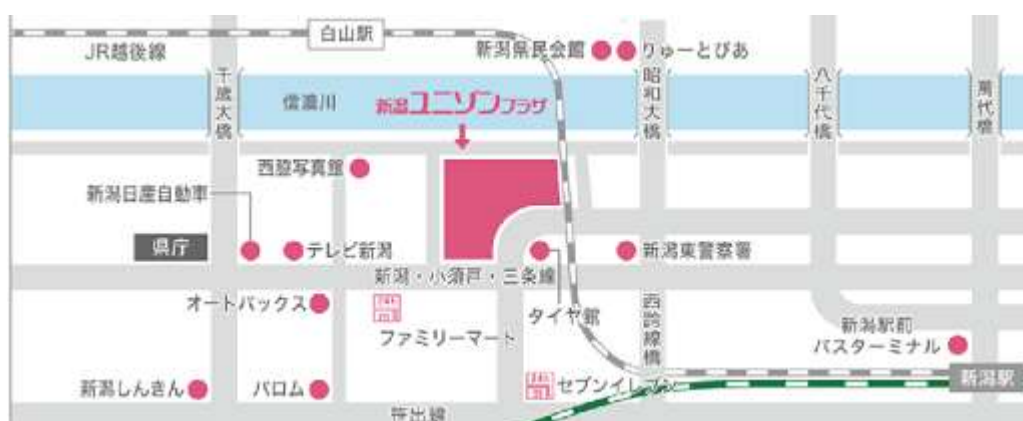 白山駅
JR越後線
新潟県民会館
りゅーとぴあ
千歳大橋
信濃川
新潟ユニゾンプラザ
昭和大橋
八千代橋
萬代橋
西脇写真館
新潟日産自動車
県庁
テレビ新潟
新潟東警察署
新潟・小須戸・三条線
オートバックス
タイヤ館
西跨線橋
ファミリーマート
新潟駅前
バスターミナル
新潟しんきん
パロム
セブンイレブン
新潟駅
笹出線